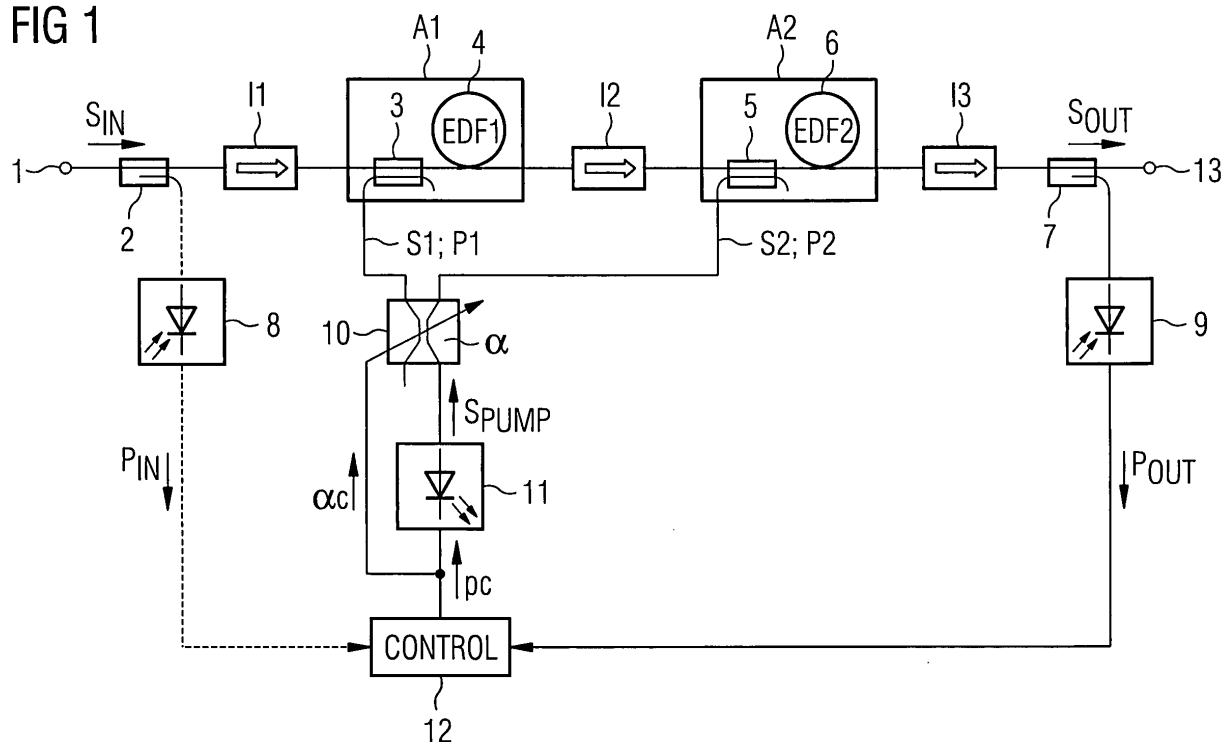 FIG 1
A1
4
A2
6
I1
3
EDF1
I2
5
EDF2
I3
S_IN
S_OUT
1
13
2
7
S1; P1
S2; P2
8
10
α
9
S_PUMP
P_IN
αc
11
P_OUT
pc
CONTROL
12